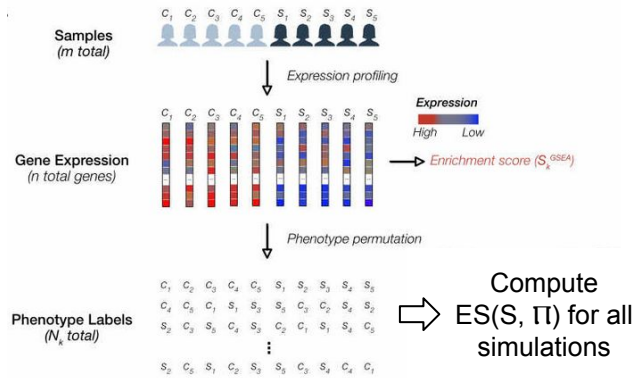 C1 C2 C3 C4 C5 S1 S2 S3 S4 S5
Samples
(m total)
Expression profiling
C1 C2 C3 C4 C5 S1 S2 S3 S4 S5
Expression
High Low
Gene Expression
(n total genes)
Enrichment score (Sk^GSEA)
Phenotype permutation
C1 C2 C3 C4 C5 S1 S2 S3 S4 S5
C4 C5 C1 S1 S3 S5 C3 C2 S4 S2
Phenotype Labels
(Nk total)
S2 C3 S5 C4 S3 C2 C1 S1 S4 C5
S2 C5 C2 S3 S5 C4 C1
Compute
ES(S, Π) for all
simulations